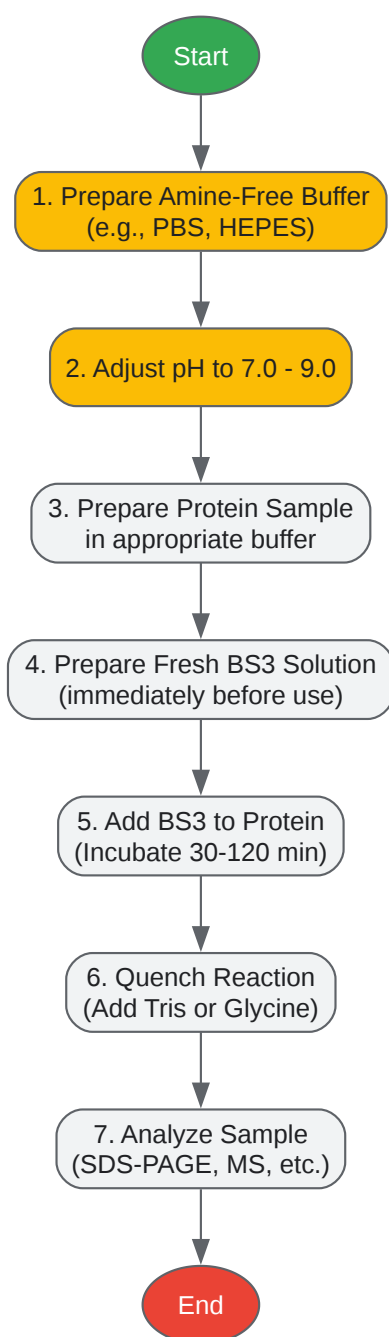 Start
1. Prepare Amine-Free Buffer
(e.g., PBS, HEPES)
2. Adjust pH to 7.0 - 9.0
3. Prepare Protein Sample
in appropriate buffer
4. Prepare Fresh BS3 Solution
(immediately before use)
5. Add BS3 to Protein
(Incubate 30-120 min)
6. Quench Reaction
(Add Tris or Glycine)
7. Analyze Sample
(SDS-PAGE, MS, etc.)
End